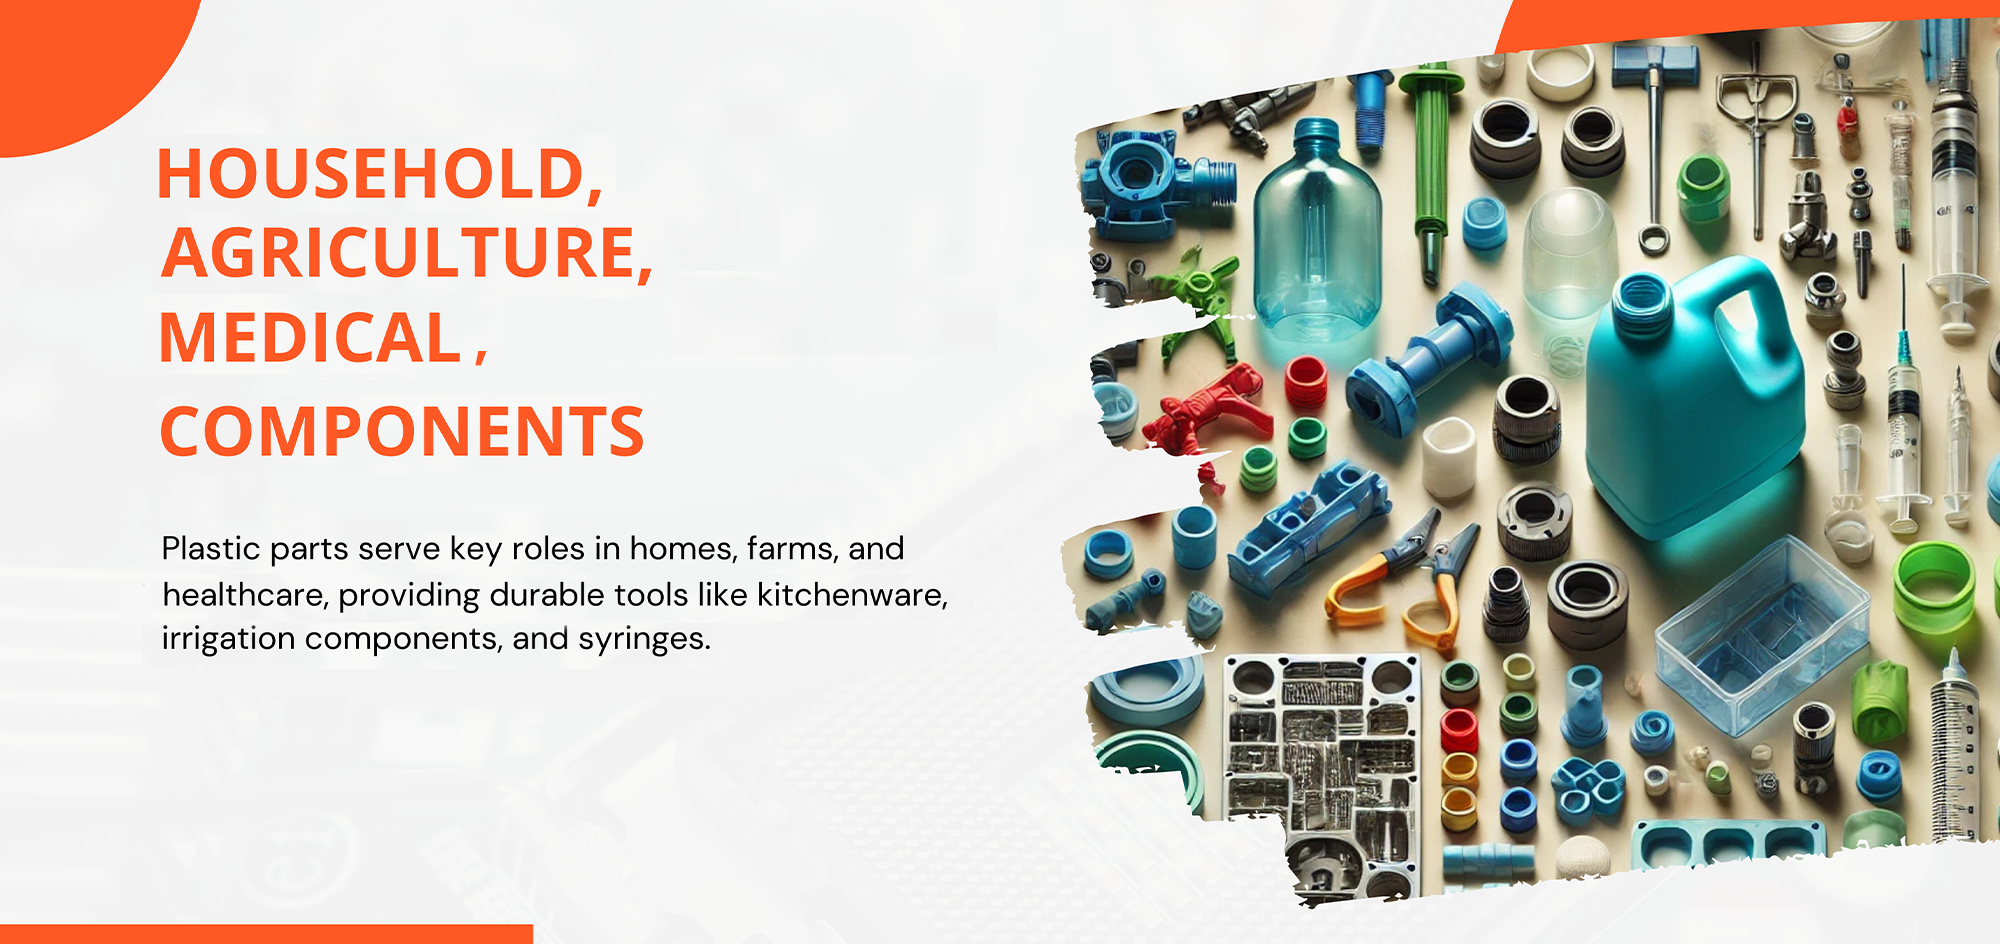 HOUSEHOLD,
AGRICULTURE,
MEDICAL ,
COMPONENTS
Plastic parts serve key roles in homes, farms, and
healthcare, providing durable tools like kitchenware,
irrigation components, and syringes.